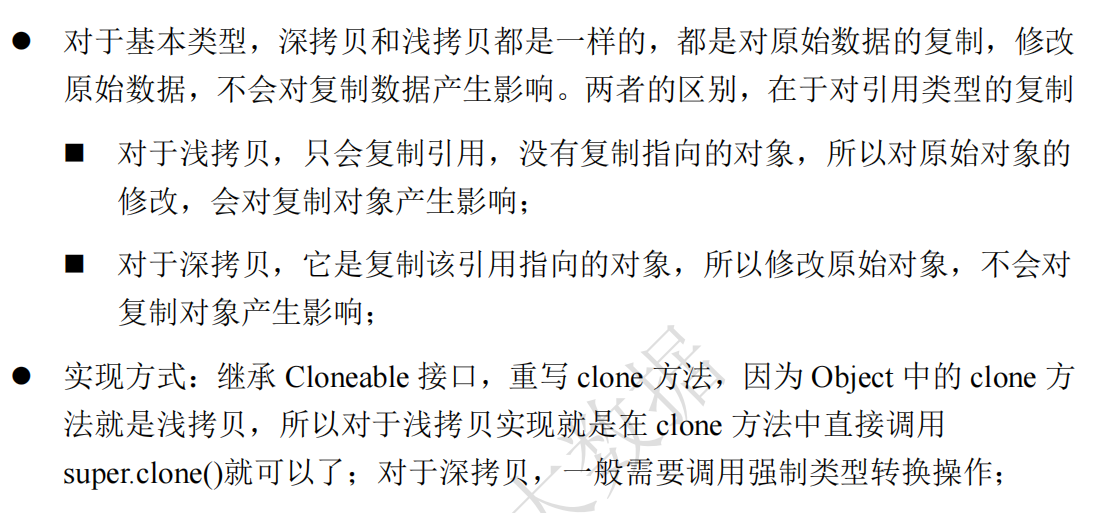 ● 对于基本类型，深拷贝和浅拷贝都是一样的，都是对原始数据的复制，修改
原始数据，不会对复制数据产生影响。两者的区别，在于对引用类型的复制
■ 对于浅拷贝，只会复制引用，没有复制指向的对象，所以对原始对象的
修改，会对复制对象产生影响；
■ 对于深拷贝，它是复制该引用指向的对象，所以修改原始对象，不会对
复制对象产生影响；
● 实现方式：继承 Cloneable 接口，重写 clone 方法，因为 Object 中的 clone 方
法就是浅拷贝，所以对于浅拷贝实现就是在 clone 方法中直接调用
super.clone()就可以了；对于深拷贝，一般需要调用强制类型转换操作；
大数据